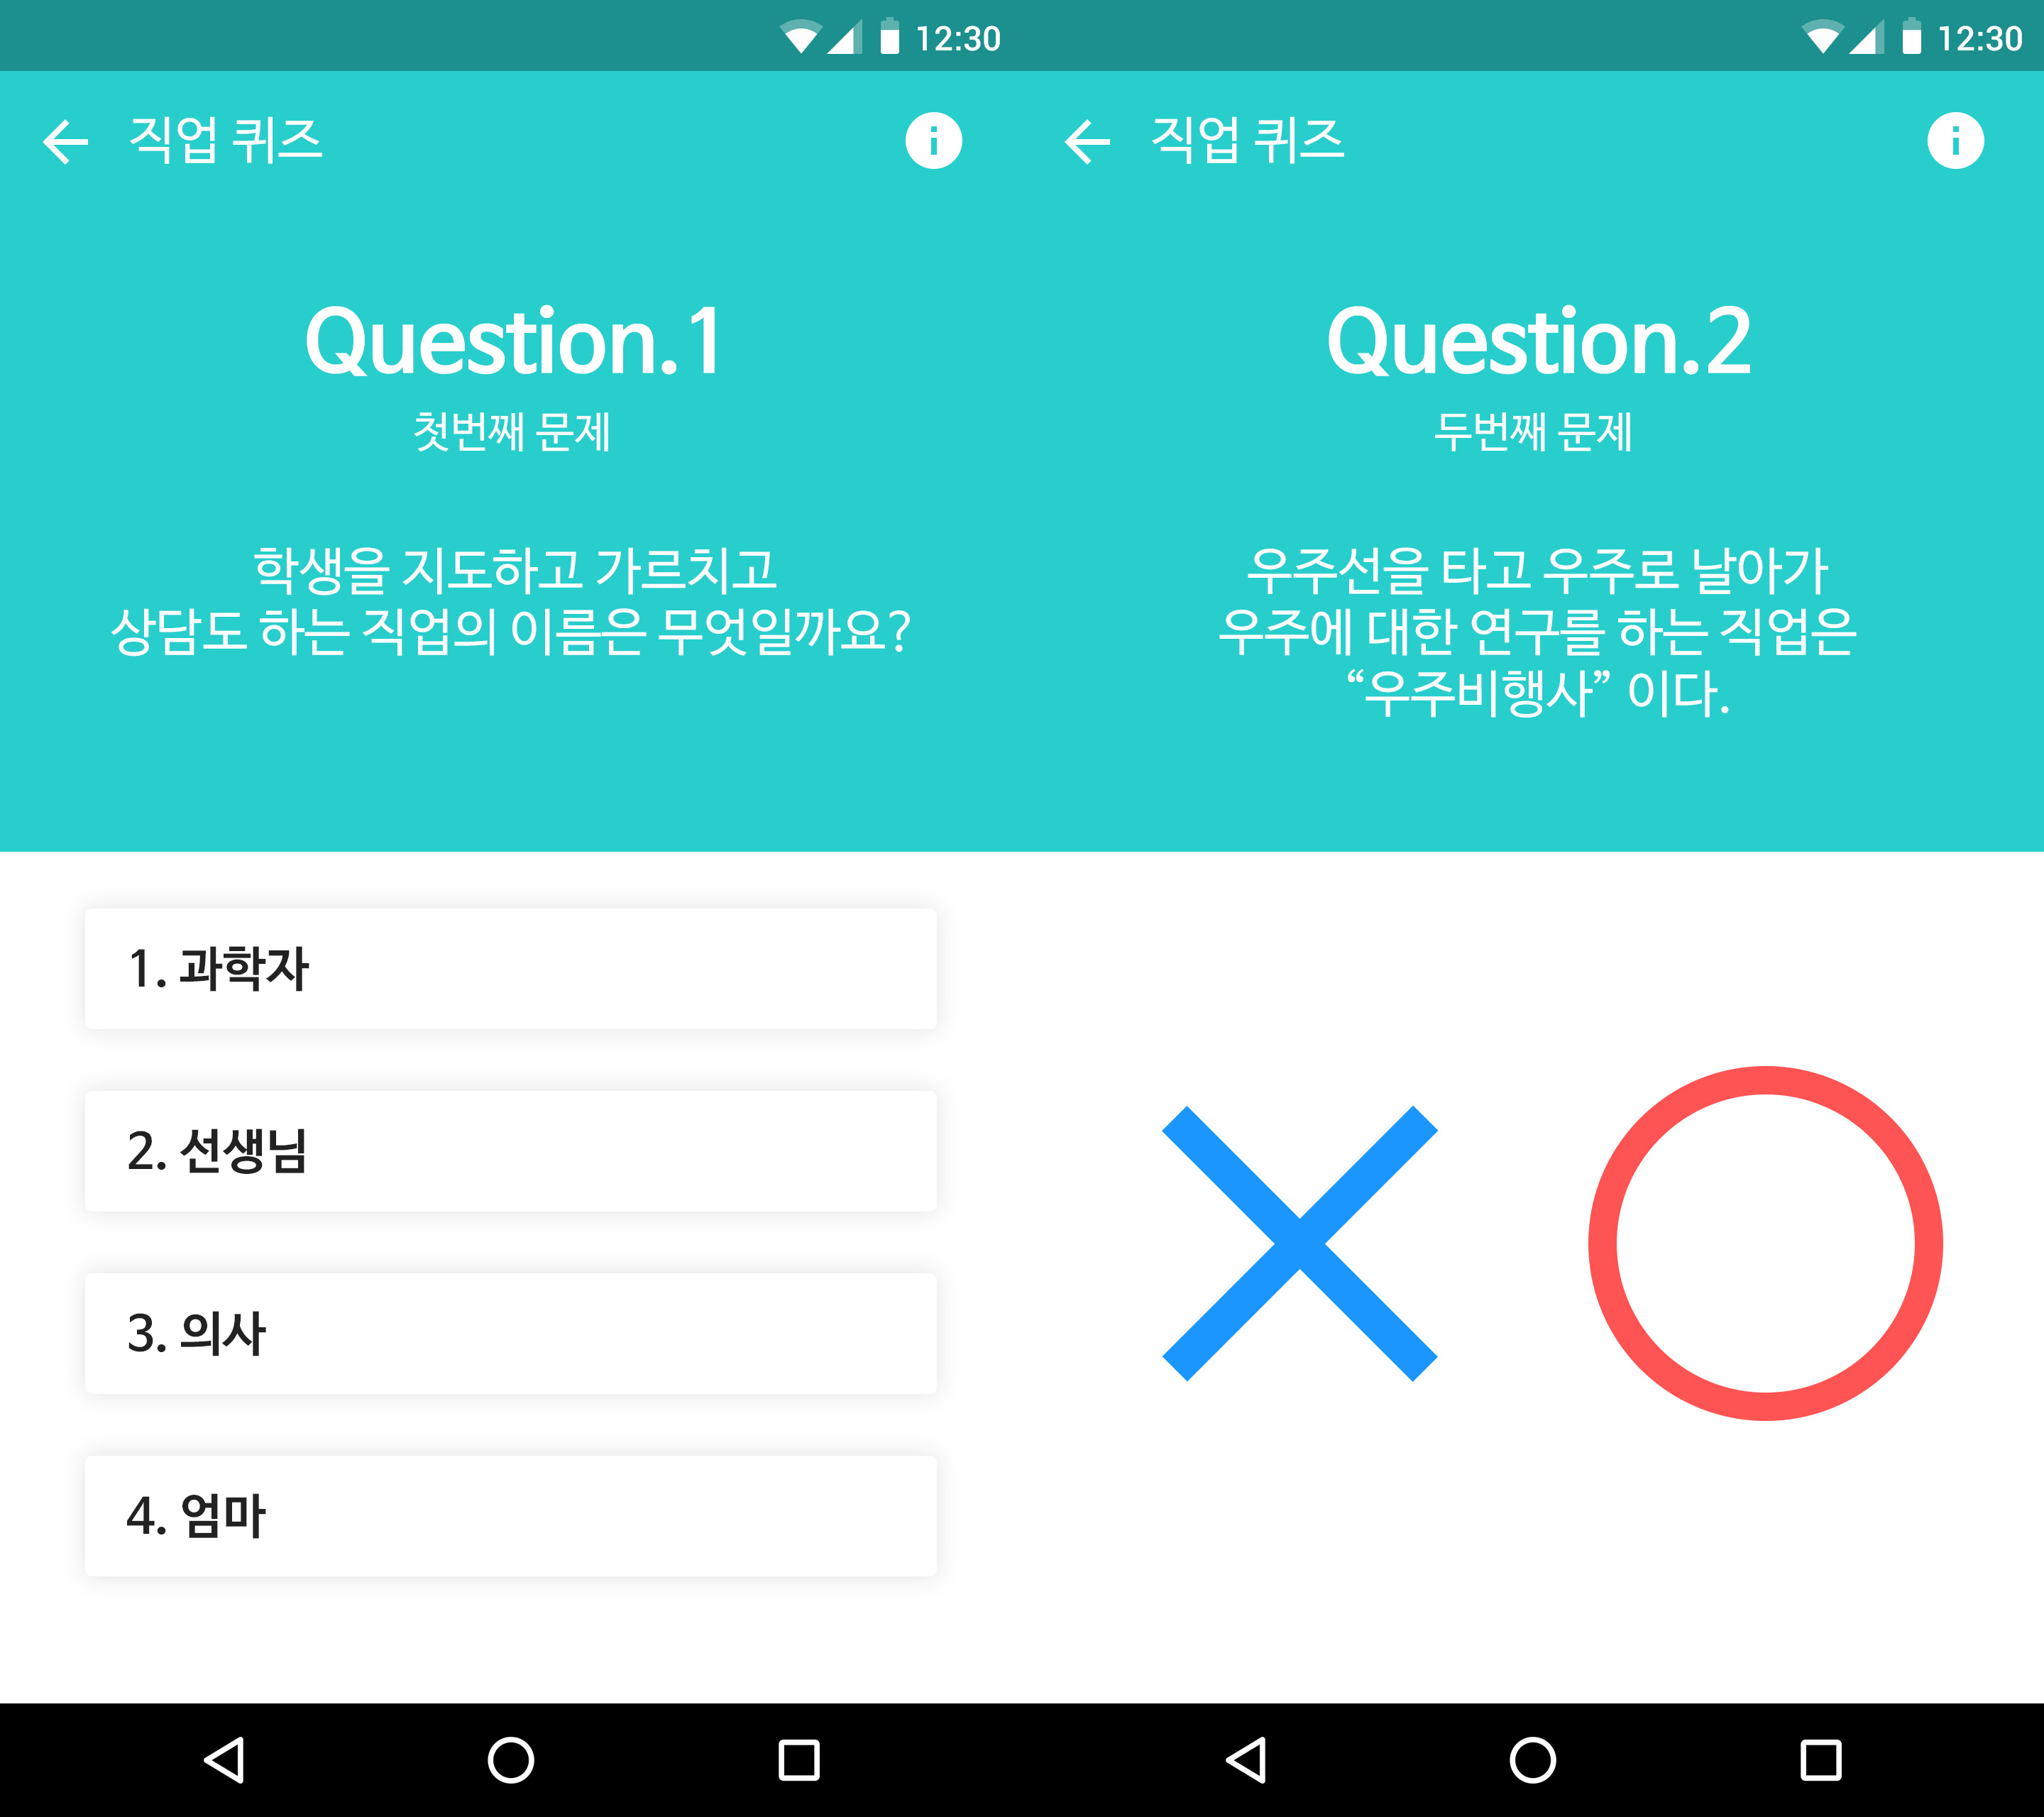 12:30
직업 퀴즈
Question.1
첫번째 문제
학생을 지도하고 가르치고
상담도 하는 직업의 이름은 무엇일까요?
1. 과학자
2. 선생님
3. 의사
4. 엄마
12:30
직업 퀴즈
Question.2
두번째 문제
우주선을 타고 우주로 날아가
우주에 대한 연구를 하는 직업은
“우주비행사” 이다.